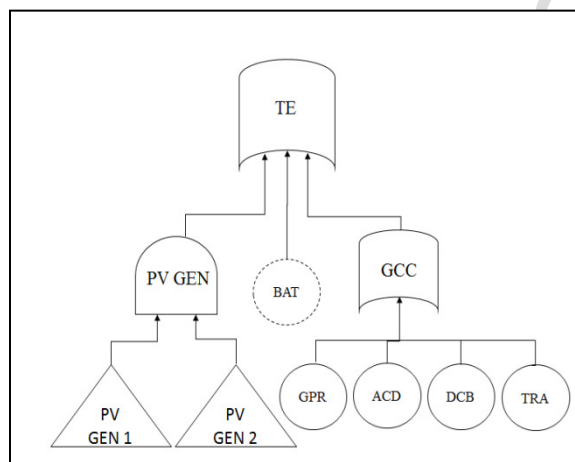 TE
PV GEN
BAT
GCC
GPR
ACD
DCB
TRA
PV
GEN 1
PV
GEN 2